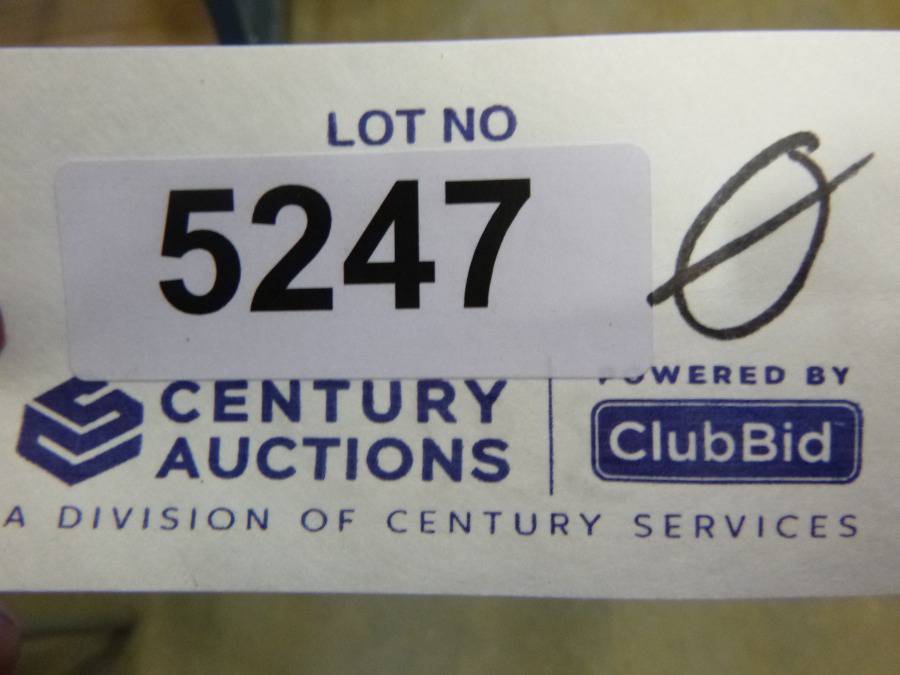 LOT NO
5247 Ø
CENTURY
AUCTIONS
POWERED BY
ClubBid
A DIVISION OF CENTURY SERVICES